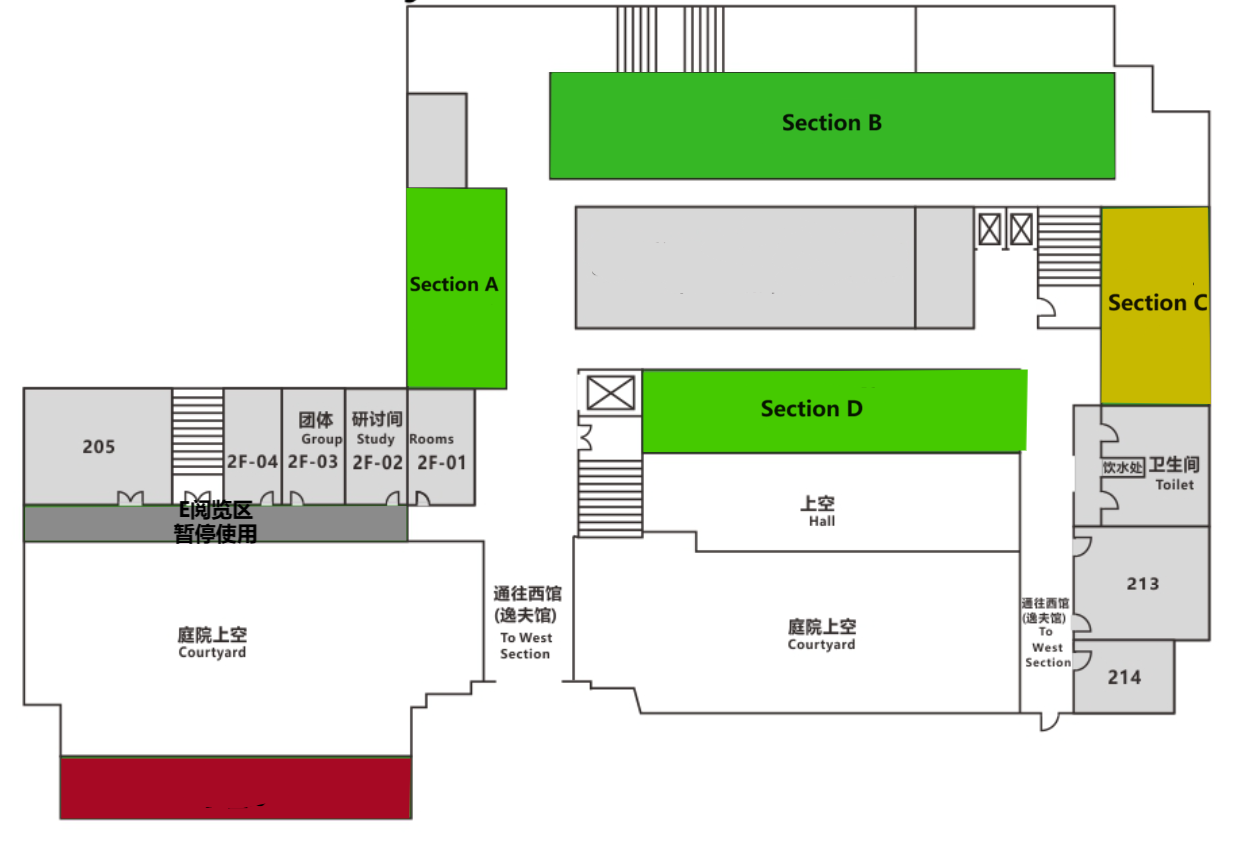 Section B
Section A
Section C
Section D
205
2F-04
团体
Group
2F-03
研讨间
Study
2F-02
Rooms
2F-01
E阅览区
暂停使用
饮水处
卫生间
Toilet
上空
Hall
213
通往西馆
(逸夫馆)
To West
Section
通往西馆
(逸夫馆)
To
West
Section
庭院上空
Courtyard
庭院上空
Courtyard
214